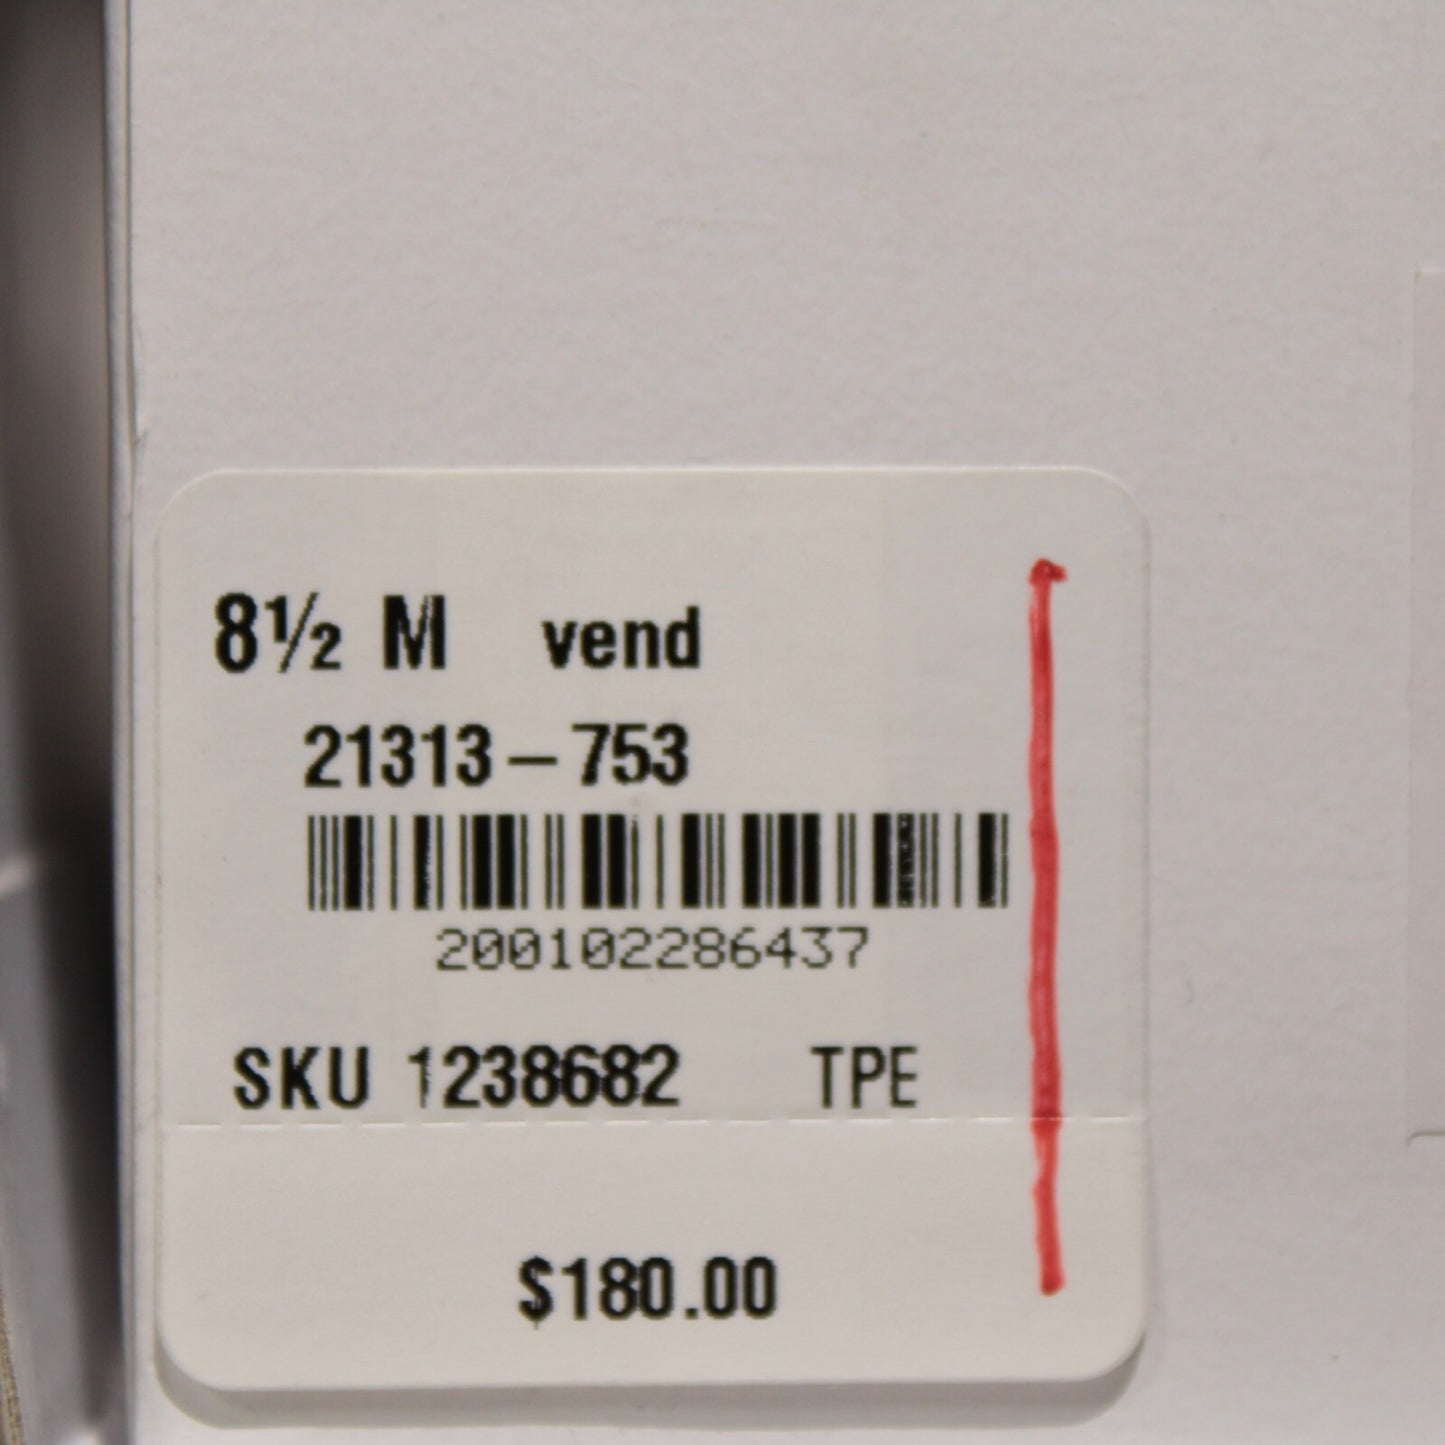 8½ M vend
21313-753
200102286437
SKU 1238682 TPE
$180.00